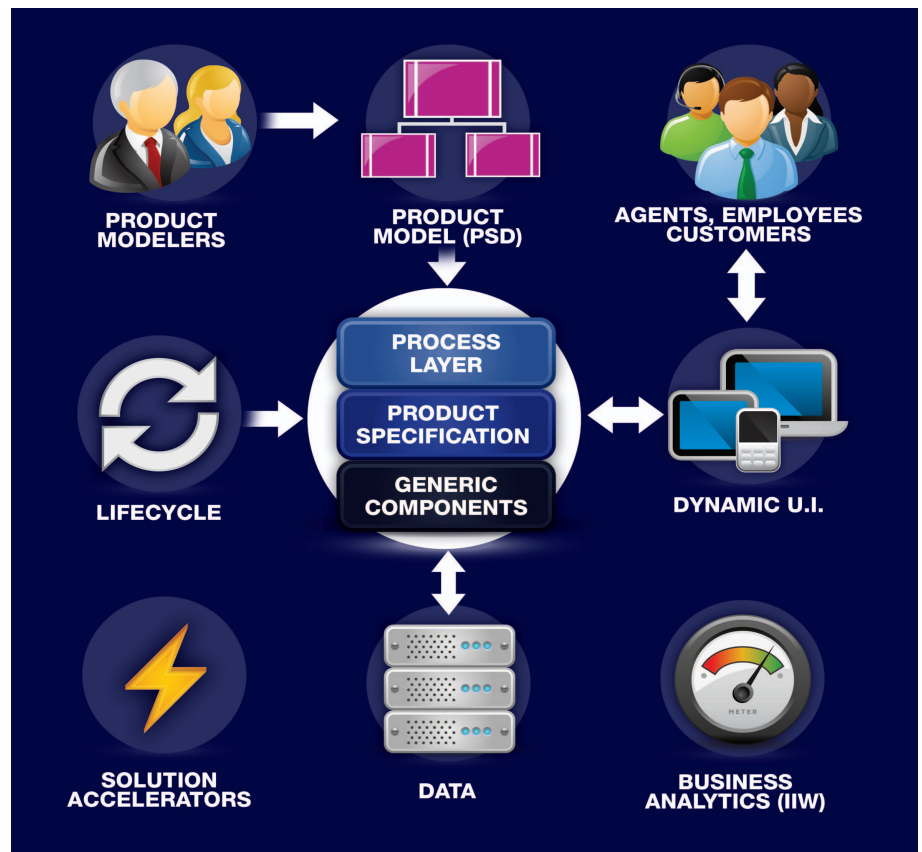 PRODUCT
MODELERS
PRODUCT
MODEL (PSD)
AGENTS, EMPLOYEES
CUSTOMERS
PROCESS
LAYER
PRODUCT
SPECIFICATION
GENERIC
COMPONENTS
LIFECYCLE
DYNAMIC U.I.
SOLUTION
ACCELERATORS
DATA
METER
BUSINESS
ANALYTICS (IIW)